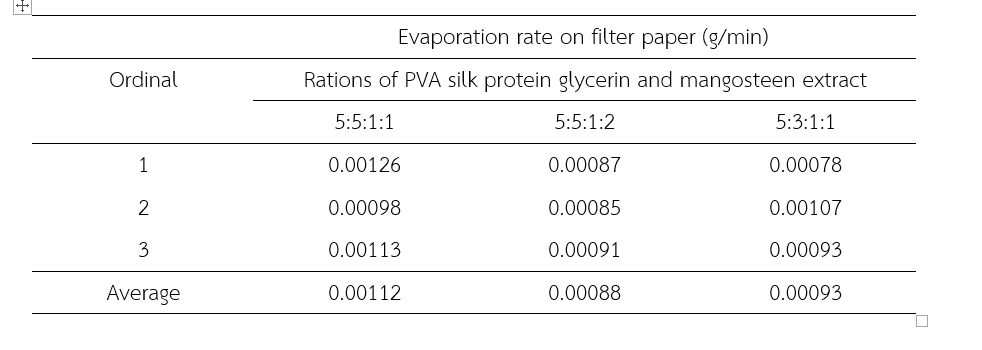 Evaporation rate on filter paper (g/min)
Ordinal Rations of PVA silk protein glycerin and mangosteen extract
5:5:1:1 5:5:1:2 5:3:1:1
1 0.00126 0.00087 0.00078
2 0.00098 0.00085 0.00107
3 0.00113 0.00091 0.00093
Average 0.00112 0.00088 0.00093